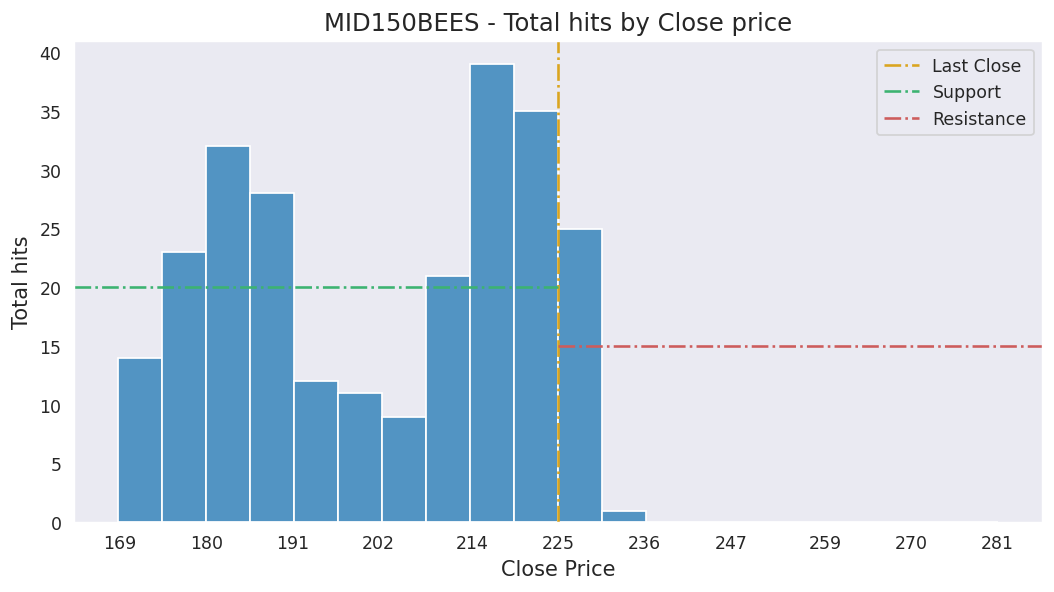 MID150BEES - Total hits by Close price
Last Close
Support
Resistance
Total hits
40
35
30
25
20
15
10
5
0
169 180 191 202 214 225 236 247 259 270 281
Close Price